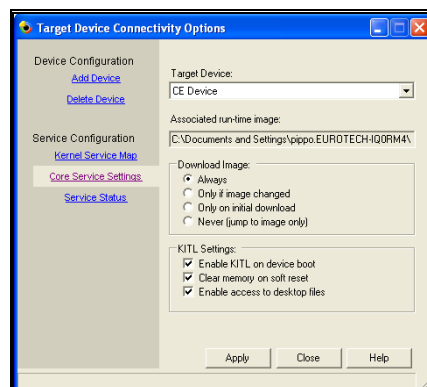 Target Device Connectivity Options
Device Configuration
Add Device
Delete Device
Service Configuration
Kernel Service Map
Core Service Settings
Service Status
Target Device:
CE Device
Associated run-time image:
C:\Documents and Settings\pippo.EUROTECH-IQ0RM4\
Download Image:
Always
Only if image changed
Only on initial download
Never (jump to image only)
KITL Settings:
Enable KITL on device boot
Clear memory on soft reset
Enable access to desktop files
Apply
Close
Help